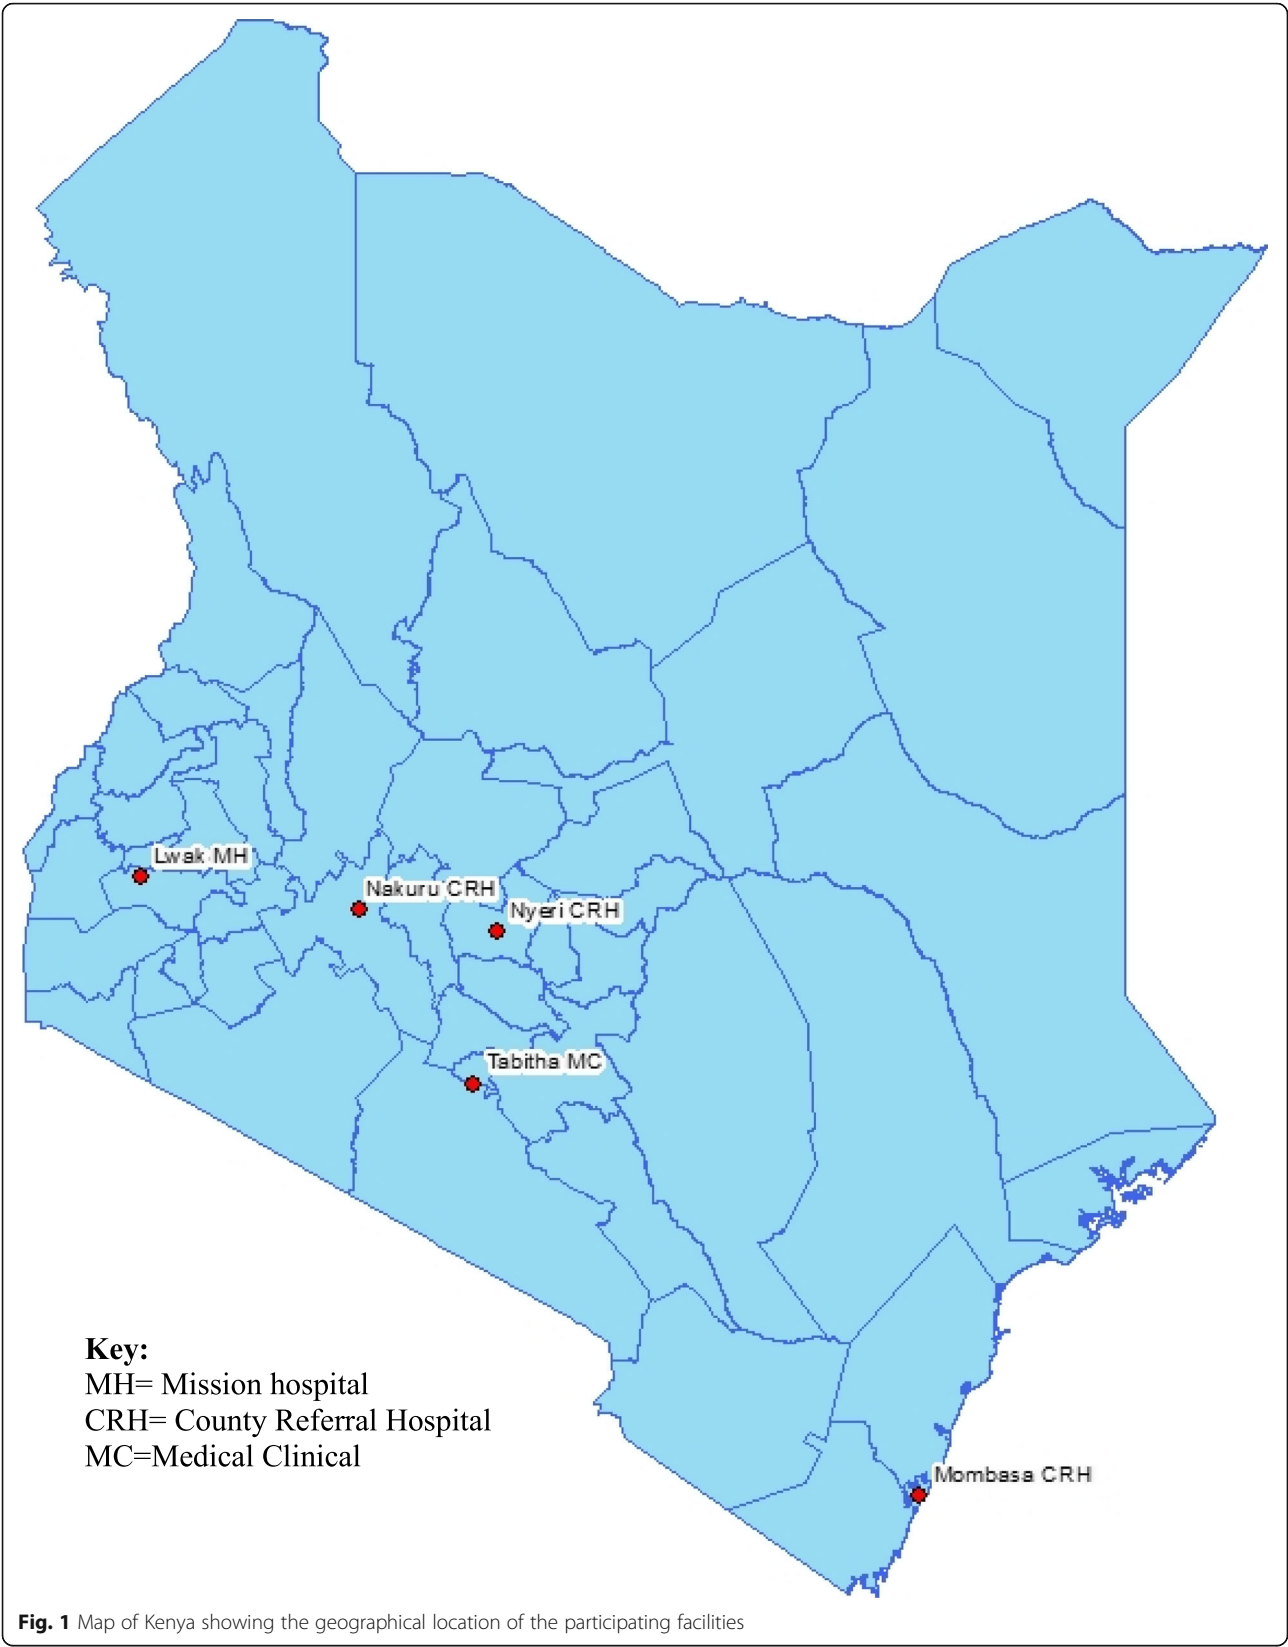 Lwak MH
Nakuru CRH
Nyeri CRH
Tabitha MC
Key:
MH= Mission hospital
CRH= County Referral Hospital
MC=Medical Clinical
Mombasa CRH
Fig. 1 Map of Kenya showing the geographical location of the participating facilities